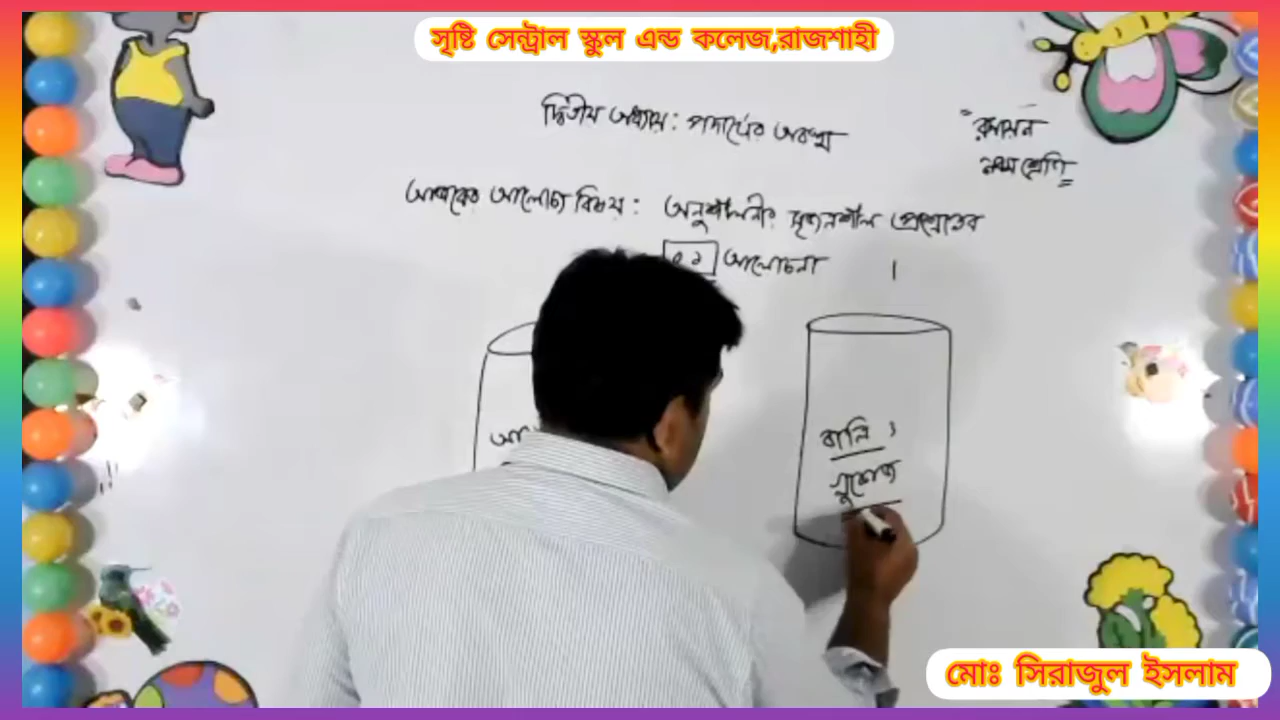 সৃষ্টি সেন্ট্রাল স্কুল এন্ড কলেজ,রাজশাহী
দ্বিতীয় অধ্যায়: পদার্থের অবস্থা
রসায়ন
নবম শ্রেণি
আজকের আলোচ্য বিষয়: অনুশীলনীর সৃজনশীল প্রশ্নোত্তর
আলোচনা ।
বালি,
গ্লুকোজ
মোঃ সিরাজুল ইসলাম